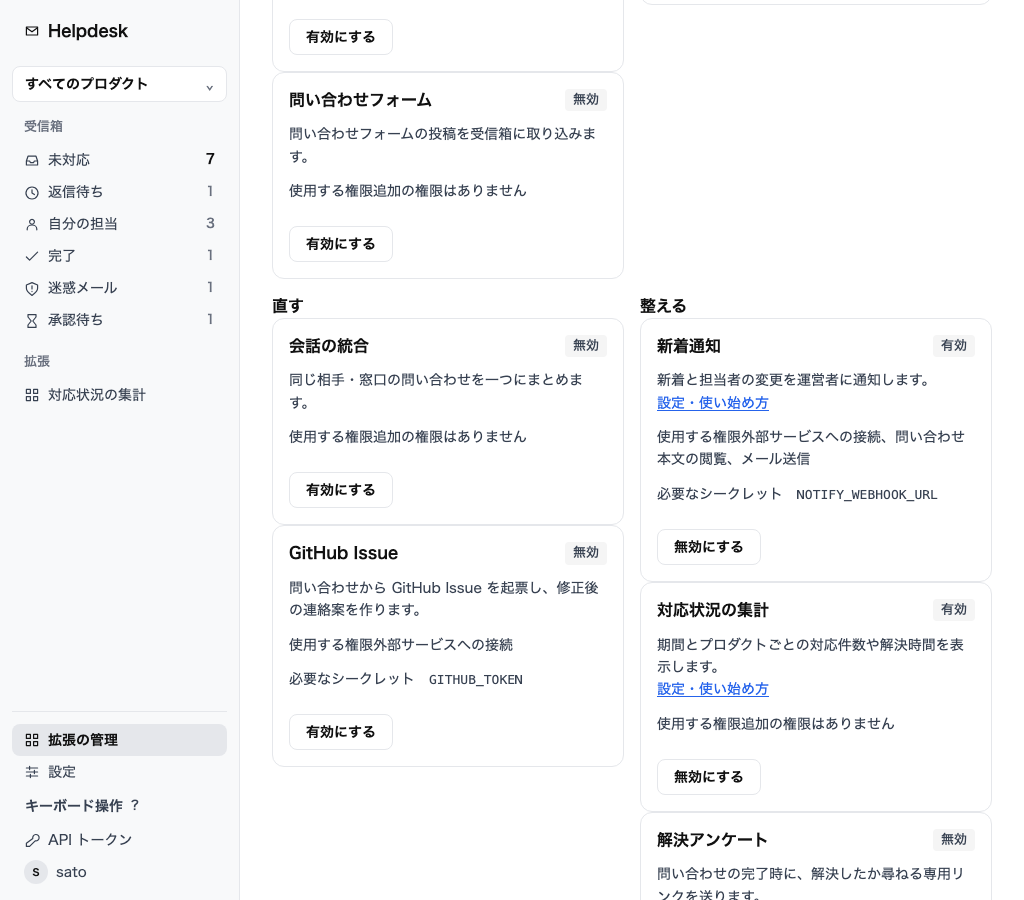 Helpdesk
すべてのプロダクト
受信箱
未対応 7
返信待ち 1
自分の担当 3
完了 1
迷惑メール 1
承認待ち 1
拡張
対応状況の集計
拡張の管理
設定
キーボード操作 ?
API トークン
S sato
有効にする
問い合わせフォーム 無効
問い合わせフォームの投稿を受信箱に取り込みま
す。
使用する権限追加の権限はありません
有効にする
直す
会話の統合 無効
同じ相手・窓口の問い合わせを一つにまとめま
す。
使用する権限追加の権限はありません
有効にする
GitHub Issue 無効
問い合わせから GitHub Issue を起票し、修正後
の連絡案を作ります。
使用する権限外部サービスへの接続
必要なシークレット GITHUB_TOKEN
有効にする
整える
新着通知 有効
新着と担当者の変更を運営者に通知します。
設定・使い始め方
使用する権限外部サービスへの接続、問い合わせ
本文の閲覧、メール送信
必要なシークレット NOTIFY_WEBHOOK_URL
無効にする
対応状況の集計 有効
期間とプロダクトごとの対応件数や解決時間を表
示します。
設定・使い始め方
使用する権限追加の権限はありません
無効にする
解決アンケート 無効
問い合わせの完了時に、解決したか尋ねる専用リ
ンクを送ります。